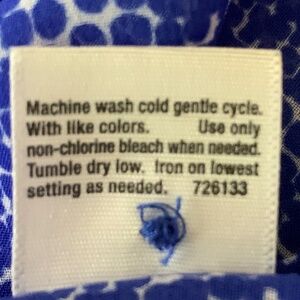 Machine wash cold gentle cycle.
With like colors. Use only
non-chlorine bleach when needed.
Tumble dry low. Iron on lowest
setting as needed. 726133